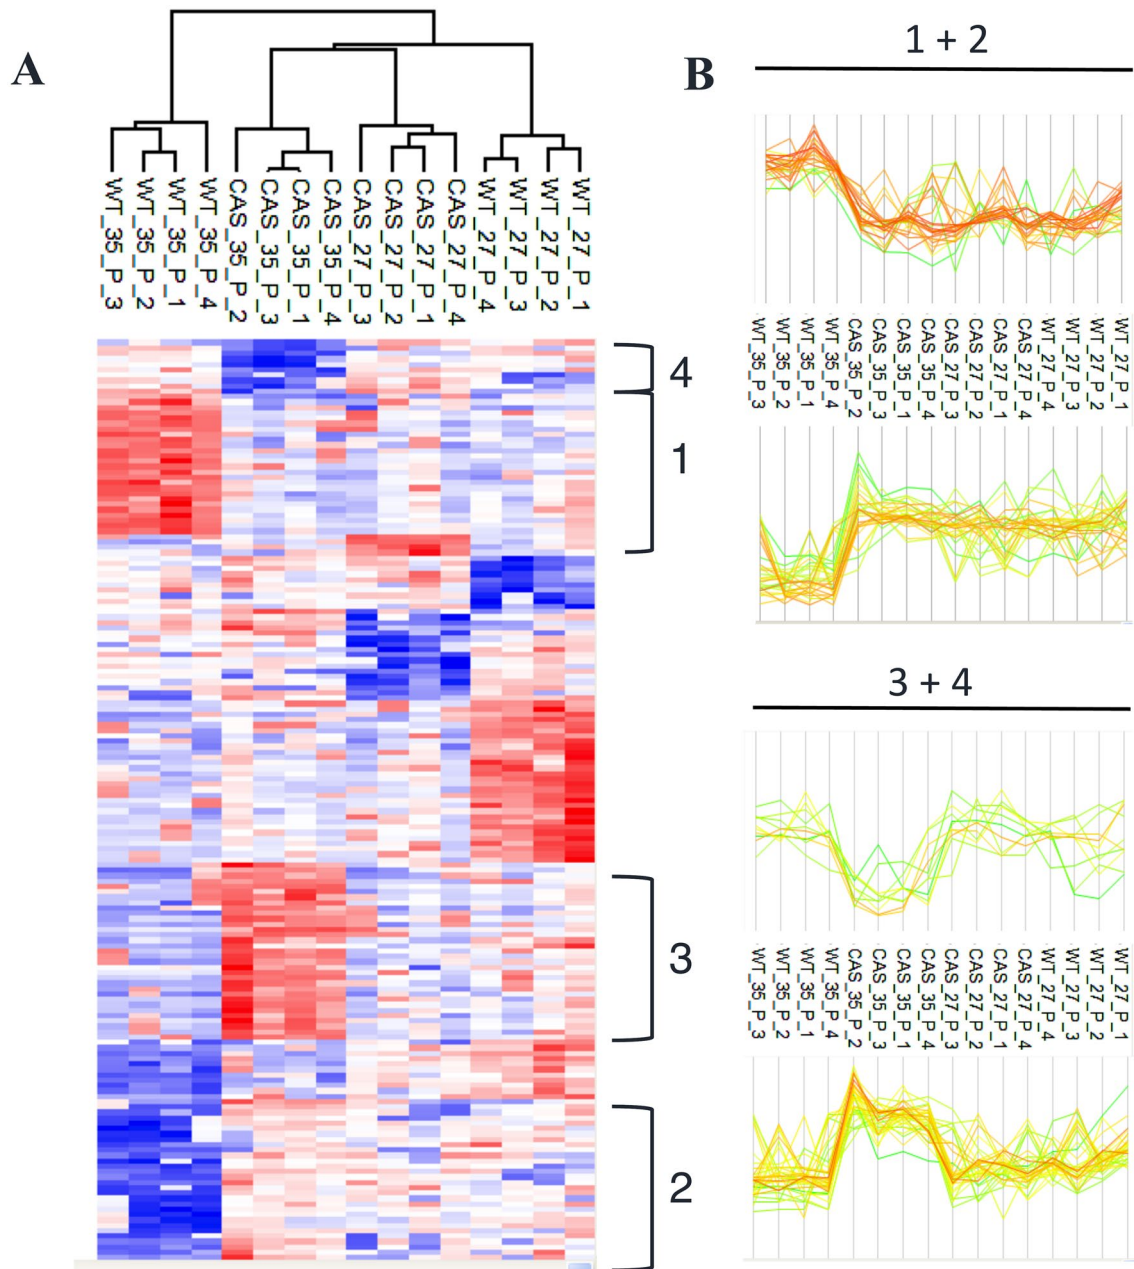 A
WT_35_P_3
WT_35_P_2
WT_35_P_1
WT_35_P_4
CAS_35_P_2
CAS_35_P_3
CAS_35_P_1
CAS_35_P_4
CAS_27_P_3
CAS_27_P_2
CAS_27_P_1
CAS_27_P_4
WT_27_P_4
WT_27_P_3
WT_27_P_2
WT_27_P_1
4
1
3
2
B
1 + 2
WT_35_P_3
WT_35_P_2
WT_35_P_1
WT_35_P_4
CAS_35_P_2
CAS_35_P_3
CAS_35_P_1
CAS_35_P_4
CAS_27_P_3
CAS_27_P_2
CAS_27_P_1
CAS_27_P_4
WT_27_P_4
WT_27_P_3
WT_27_P_2
WT_27_P_1
3 + 4
WT_35_P_3
WT_35_P_2
WT_35_P_1
WT_35_P_4
CAS_35_P_2
CAS_35_P_3
CAS_35_P_1
CAS_35_P_4
CAS_27_P_3
CAS_27_P_2
CAS_27_P_1
CAS_27_P_4
WT_27_P_4
WT_27_P_3
WT_27_P_2
WT_27_P_1